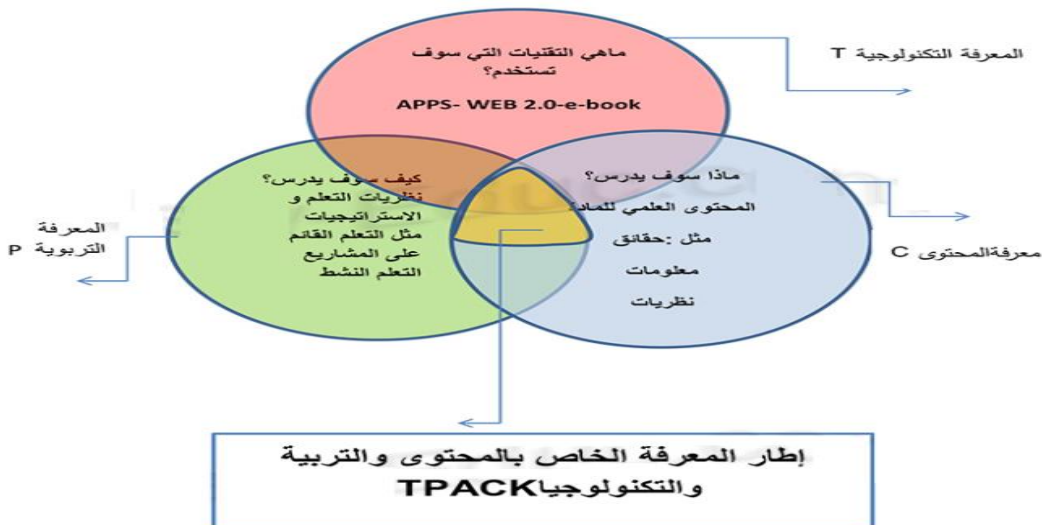 ماهي التقنيات التي سوف
تستخدم؟
APPS- WEB 2.0-e-book
المعرفة التكنولوجية T
ماذا سوف يدرس؟
المحتوى العلمي للمادة
مثل :حقائق
معلومات
نظريات
معرفةالمحتوى C
كيف سوف يدرس؟
نظريات التعلم و
الاستراتيجيات
مثل التعلم القائم
على المشاريع
التعلم النشط
المعرفة
التربوية P
إطار المعرفة الخاص بالمحتوى والتربية
والتكنولوجياTPACK